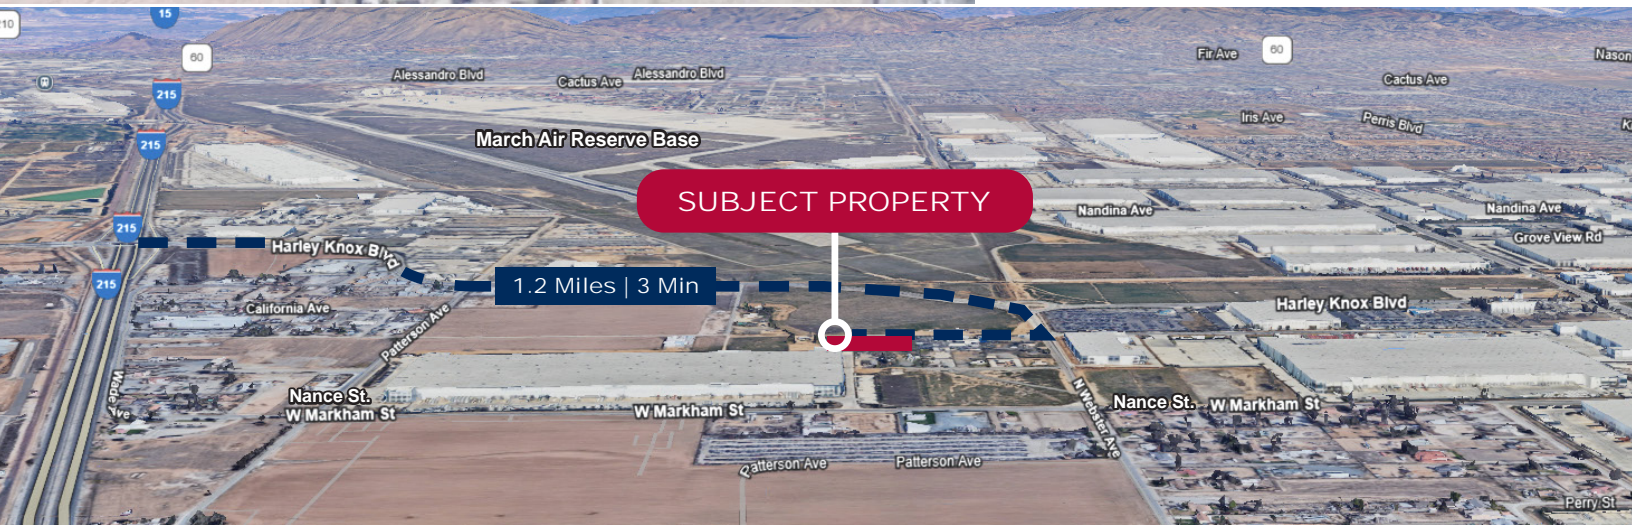 15
10
60
Fir Ave
60
Nason
Alessandro Blvd
Cactus Ave
Alessandro Blvd
Cactus Ave
215
Iris Ave
Perris Blvd
215
March Air Reserve Base
SUBJECT PROPERTY
Nandina Ave
Nandina Ave
215
Grove View Rd
Harley Knox Blvd
215
1.2 Miles | 3 Min
California Ave
Patterson Ave
Harley Knox Blvd
Nance St.
W Markham St
W Markham St
N Webster Ave
Nance St.
W Markham St
Patterson Ave
Patterson Ave
Perry St